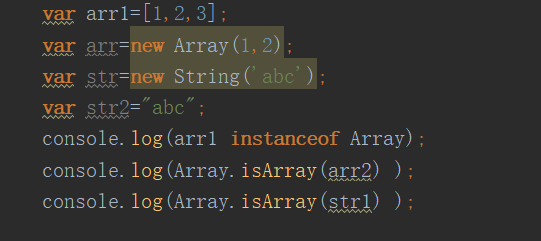 var arr1=[1,2,3];
var arr=new Array(1,2);
var str=new String('abc');
var str2="abc";
console.log(arr1 instanceof Array);
console.log(Array.isArray(arr2) );
console.log(Array.isArray(str1) );